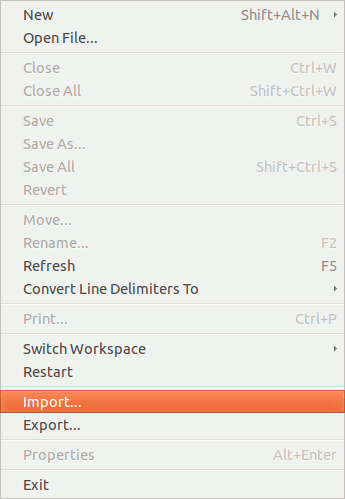 New Shift+Alt+N
Open File...
Close Ctrl+W
Close All Shift+Ctrl+W
Save Ctrl+S
Save As...
Save All Shift+Ctrl+S
Revert
Move...
Rename... F2
Refresh F5
Convert Line Delimiters To
Print... Ctrl+P
Switch Workspace
Restart
Import...
Export...
Properties Alt+Enter
Exit